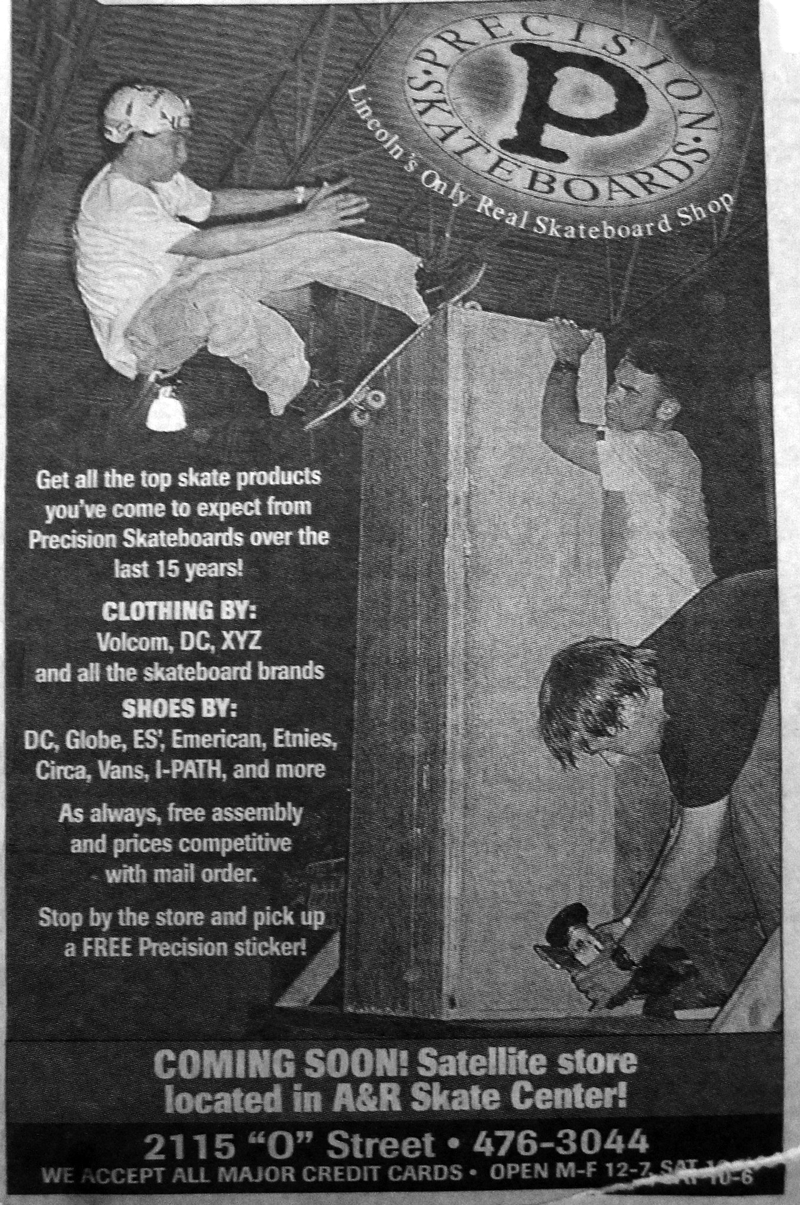 PRECISION
P
·SKATEBOARDS·
Lincoln's Only Real Skateboard Shop
Get all the top skate products
you've come to expect from
Precision Skateboards over the
last 15 years!
CLOTHING BY:
Volcom, DC, XYZ
and all the skateboard brands
SHOES BY:
DC, Globe, ES', Emerican, Etnies,
Circa, Vans, I-PATH, and more
As always, free assembly
and prices competitive
with mail order.
Stop by the store and pick up
a FREE Precision sticker!
COMING SOON! Satellite store
located in A&R Skate Center!
2115 “O” Street • 476-3044
WE ACCEPT ALL MAJOR CREDIT CARDS • OPEN M-F 12-7, SAT 10-6